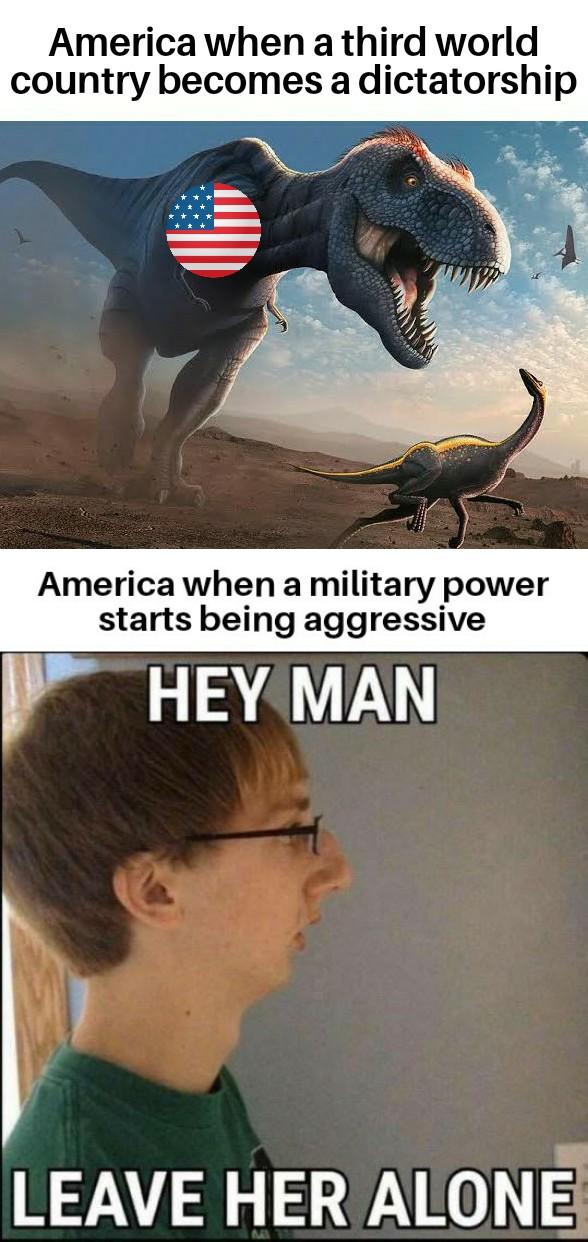 America when a third world
country becomes a dictatorship
America when a military power
starts being aggressive
HEY MAN
LEAVE HER ALONE